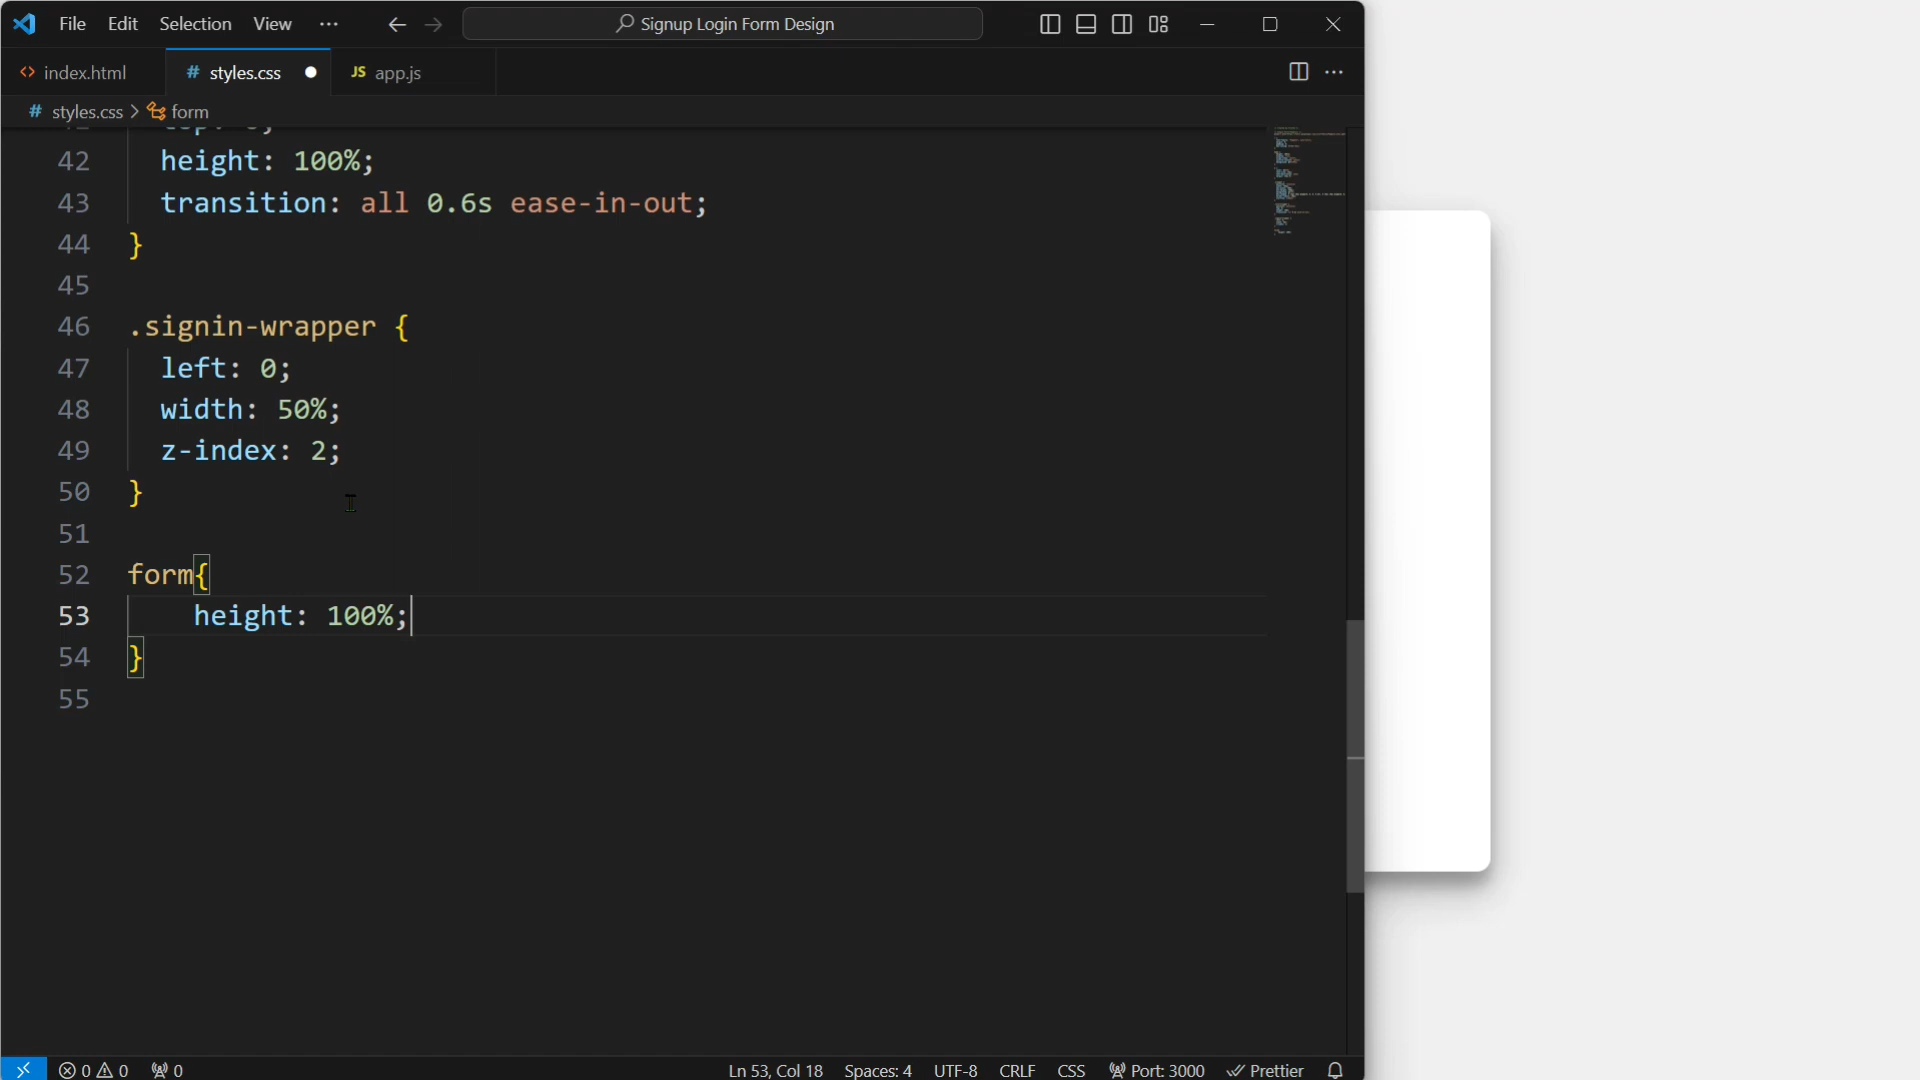 File Edit Selection View ··· Signup Login Form Design
index.html # styles.css JS app.js
# styles.css > form
42 height: 100%;
43 transition: all 0.6s ease-in-out;
44 }
45
46 .signin-wrapper {
47 left: 0;
48 width: 50%;
49 z-index: 2;
50 }
51
52 form{
53 height: 100%;
54 }
55
0 0 0 Ln 53, Col 18 Spaces: 4 UTF-8 CRLF CSS Port: 3000 Prettier